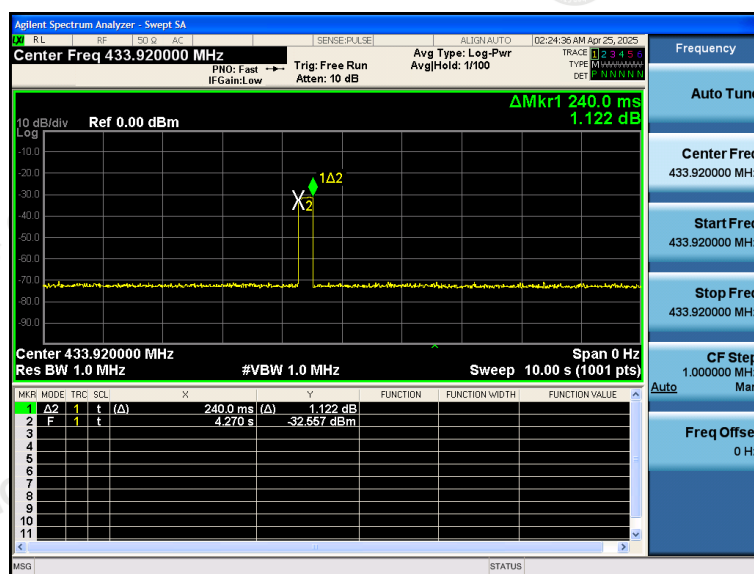 Agilent Spectrum Analyzer - Swept SA
LXI RL RF 50 Ω AC SENSE:PULSE ALIGN AUTO 02:24:36 AM Apr 25, 2025
Center Freq 433.920000 MHz
PNO: Fast
IFGain:Low
Trig: Free Run
Atten: 10 dB
Avg Type: Log-Pwr
Avg|Hold: 1/100
TRACE 1 2 3 4 5 6
TYPE M WWWWW
DET P N N N N N
ΔMkr1 240.0 ms
1.122 dB
10 dB/div Ref 0.00 dBm
Log
-10.0
-20.0
-30.0
-40.0
-50.0
-60.0
-70.0
-80.0
-90.0
1Δ2
X2
Center 433.920000 MHz Span 0 Hz
Res BW 1.0 MHz #VBW 1.0 MHz Sweep 10.00 s (1001 pts)
MKR MODE TRC SCL X Y FUNCTION FUNCTION WIDTH FUNCTION VALUE
1 Δ2 1 t (Δ) 240.0 ms (Δ) 1.122 dB
2 F 1 t 4.270 s -32.557 dBm
3
4
5
6
7
8
9
10
11
MSG STATUS
Frequency
Auto Tune
Center Freq
433.920000 MHz
Start Freq
433.920000 MHz
Stop Freq
433.920000 MHz
CF Step
1.000000 MHz
Auto Man
Freq Offset
0 Hz